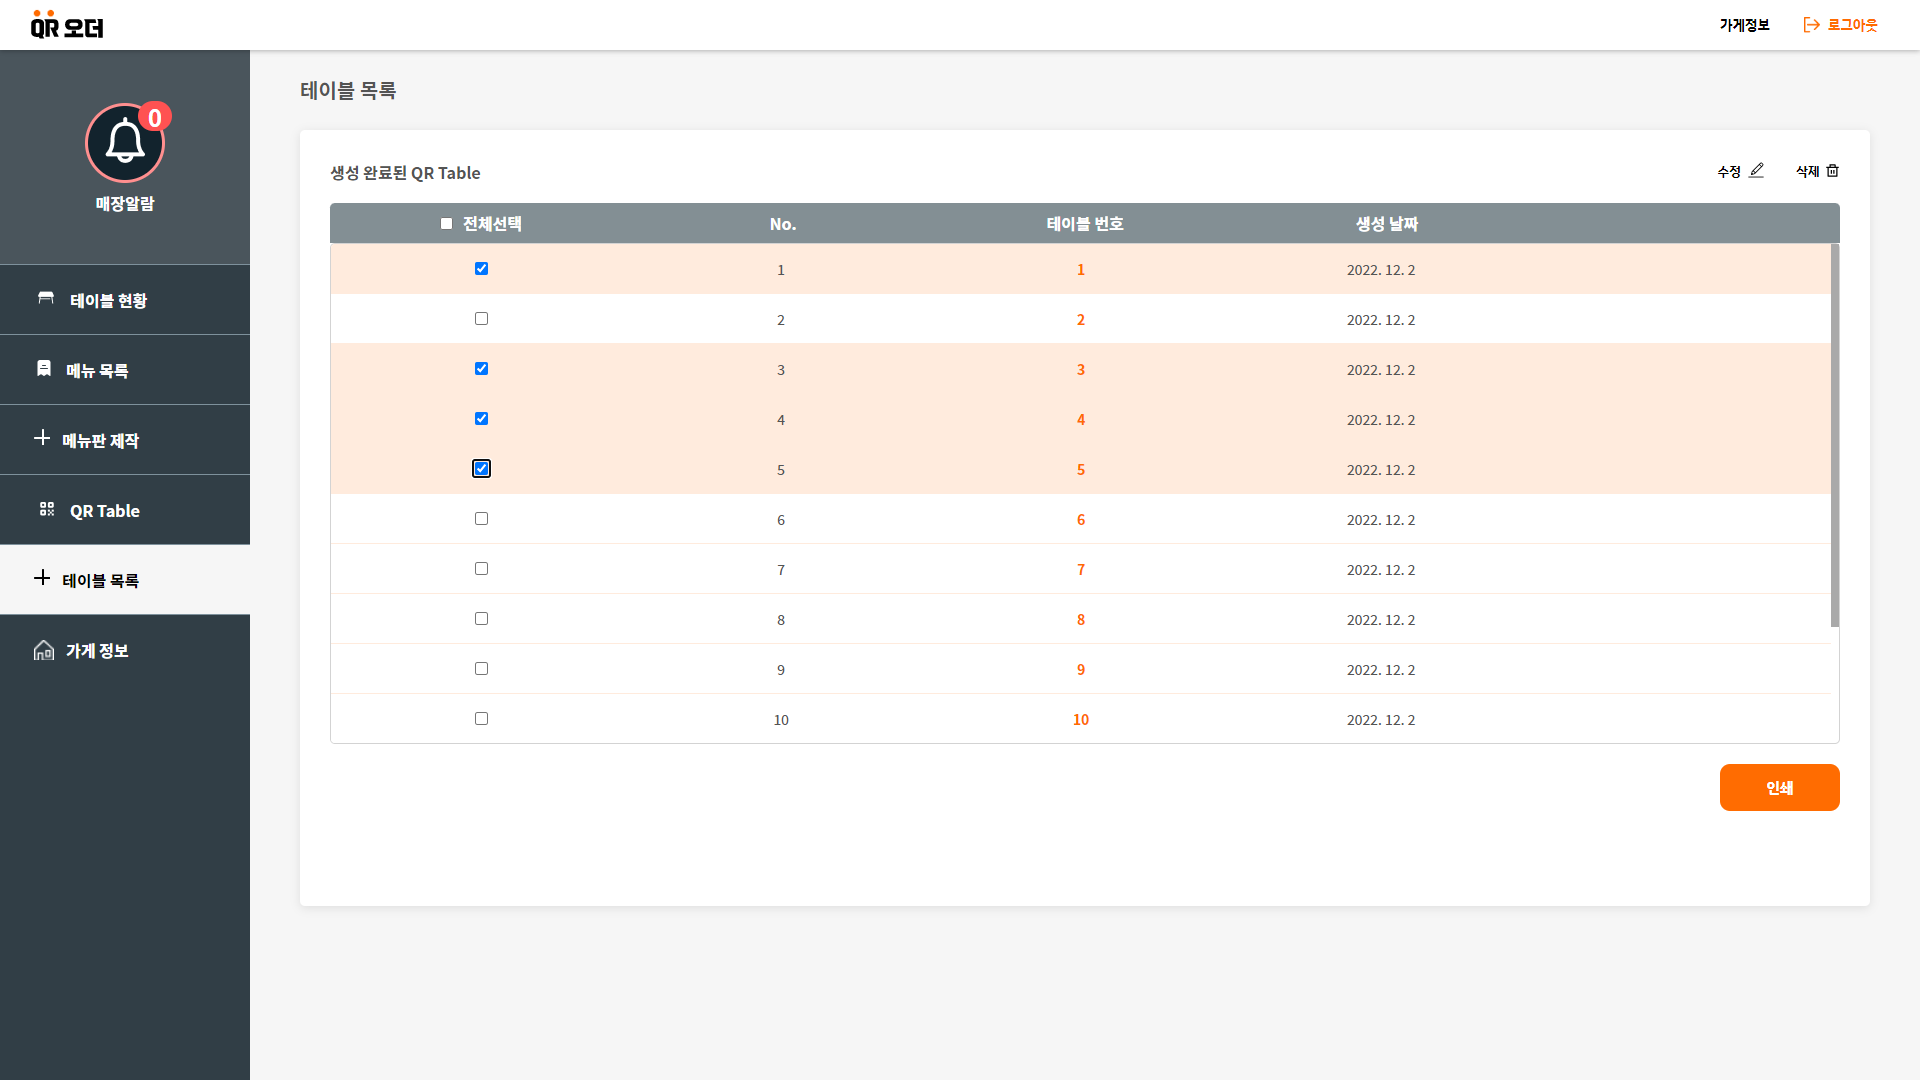 QR 오더
가게정보 로그아웃
0
매장알람
테이블 현황
메뉴 목록
메뉴판 제작
QR Table
테이블 목록
가게 정보
테이블 목록
생성 완료된 QR Table
수정 삭제
전체선택 No. 테이블 번호 생성 날짜
1 1 2022. 12. 2
2 2 2022. 12. 2
3 3 2022. 12. 2
4 4 2022. 12. 2
5 5 2022. 12. 2
6 6 2022. 12. 2
7 7 2022. 12. 2
8 8 2022. 12. 2
9 9 2022. 12. 2
10 10 2022. 12. 2
인쇄